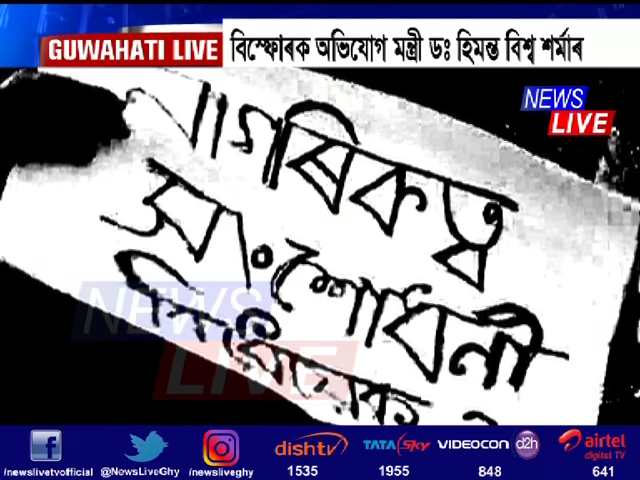 GUWAHATI LIVE
বিস্ফোৰক অভিযোগ মন্ত্ৰী ডঃ হিমন্ত বিশ্ব শৰ্মাৰ
NEWS
LIVE
নাগৰিকত্ব
সংশোধনী
NEWS
LIVE
/newslivetvofficial
@NewsLiveGhy
/newsliveghy
dishtv
1535
TATA sky
1955
VIDEOCON d2h
848
airtel
digital TV
641